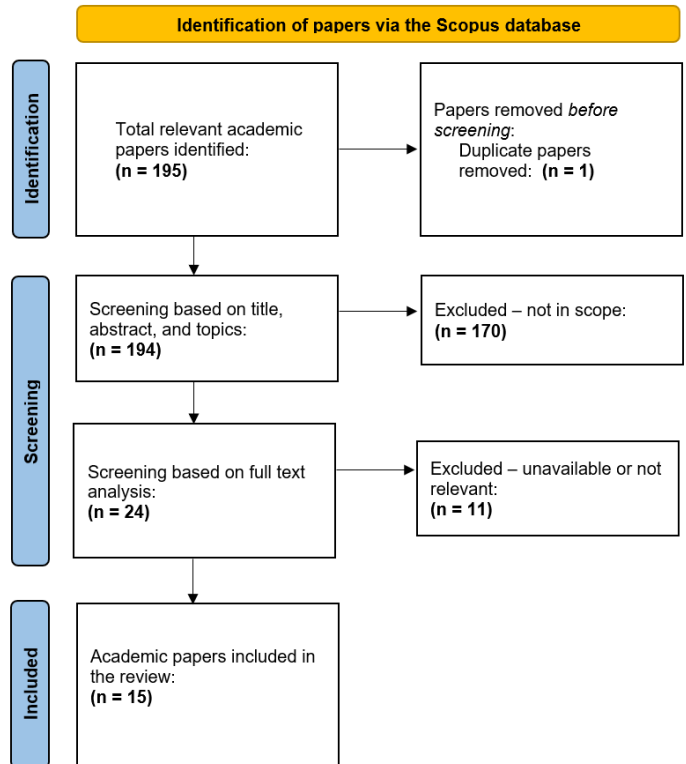 Identification of papers via the Scopus database
Identification
Total relevant academic
papers identified:
(n = 195)
Papers removed before
screening:
Duplicate papers
removed: (n = 1)
Screening
Screening based on title,
abstract, and topics:
(n = 194)
Excluded – not in scope:
(n = 170)
Screening based on full text
analysis:
(n = 24)
Excluded – unavailable or not
relevant:
(n = 11)
Included
Academic papers included in
the review:
(n = 15)